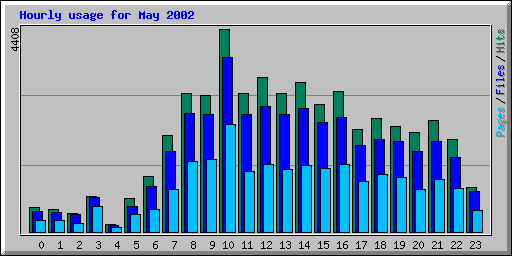 Hourly usage for May 2002
4408
Pages / Files / Hits
0 1 2 3 4 5 6 7 8 9 10 11 12 13 14 15 16 17 18 19 20 21 22 23